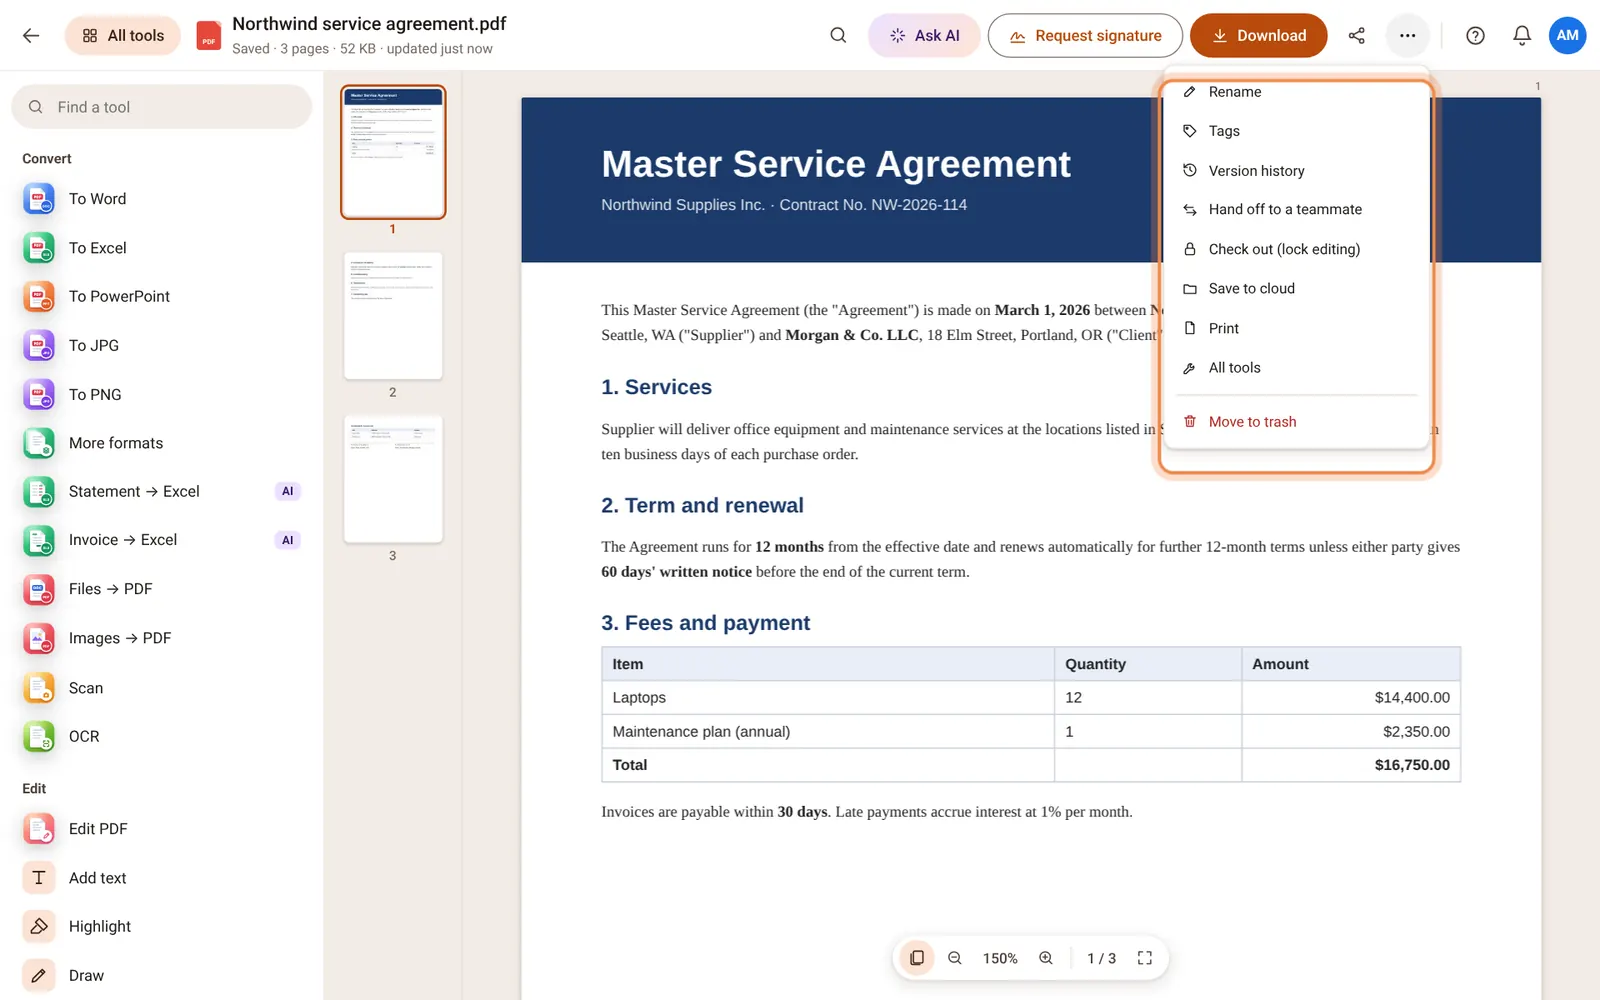 All tools
PDF
Northwind service agreement.pdf
Saved · 3 pages · 52 KB · updated just now
Ask AI
Request signature
Download
AM
Find a tool
Convert
To Word
To Excel
To PowerPoint
To JPG
To PNG
More formats
Statement → Excel AI
Invoice → Excel AI
Files → PDF
Images → PDF
Scan
OCR
Edit
Edit PDF
Add text
Highlight
Draw
1
2
3
1
Master Service Agreement
Northwind Supplies Inc. · Contract No. NW-2026-114
This Master Service Agreement (the "Agreement") is made on March 1, 2026 between
Seattle, WA ("Supplier") and Morgan & Co. LLC, 18 Elm Street, Portland, OR ("Client"
1. Services
Supplier will deliver office equipment and maintenance services at the locations listed in
ten business days of each purchase order.
2. Term and renewal
The Agreement runs for 12 months from the effective date and renews automatically for further 12-month terms unless either party gives
60 days' written notice before the end of the current term.
3. Fees and payment
Item Quantity Amount
Laptops 12 $14,400.00
Maintenance plan (annual) 1 $2,350.00
Total $16,750.00
Invoices are payable within 30 days. Late payments accrue interest at 1% per month.
Rename
Tags
Version history
Hand off to a teammate
Check out (lock editing)
Save to cloud
Print
All tools
Move to trash
150%
1 / 3